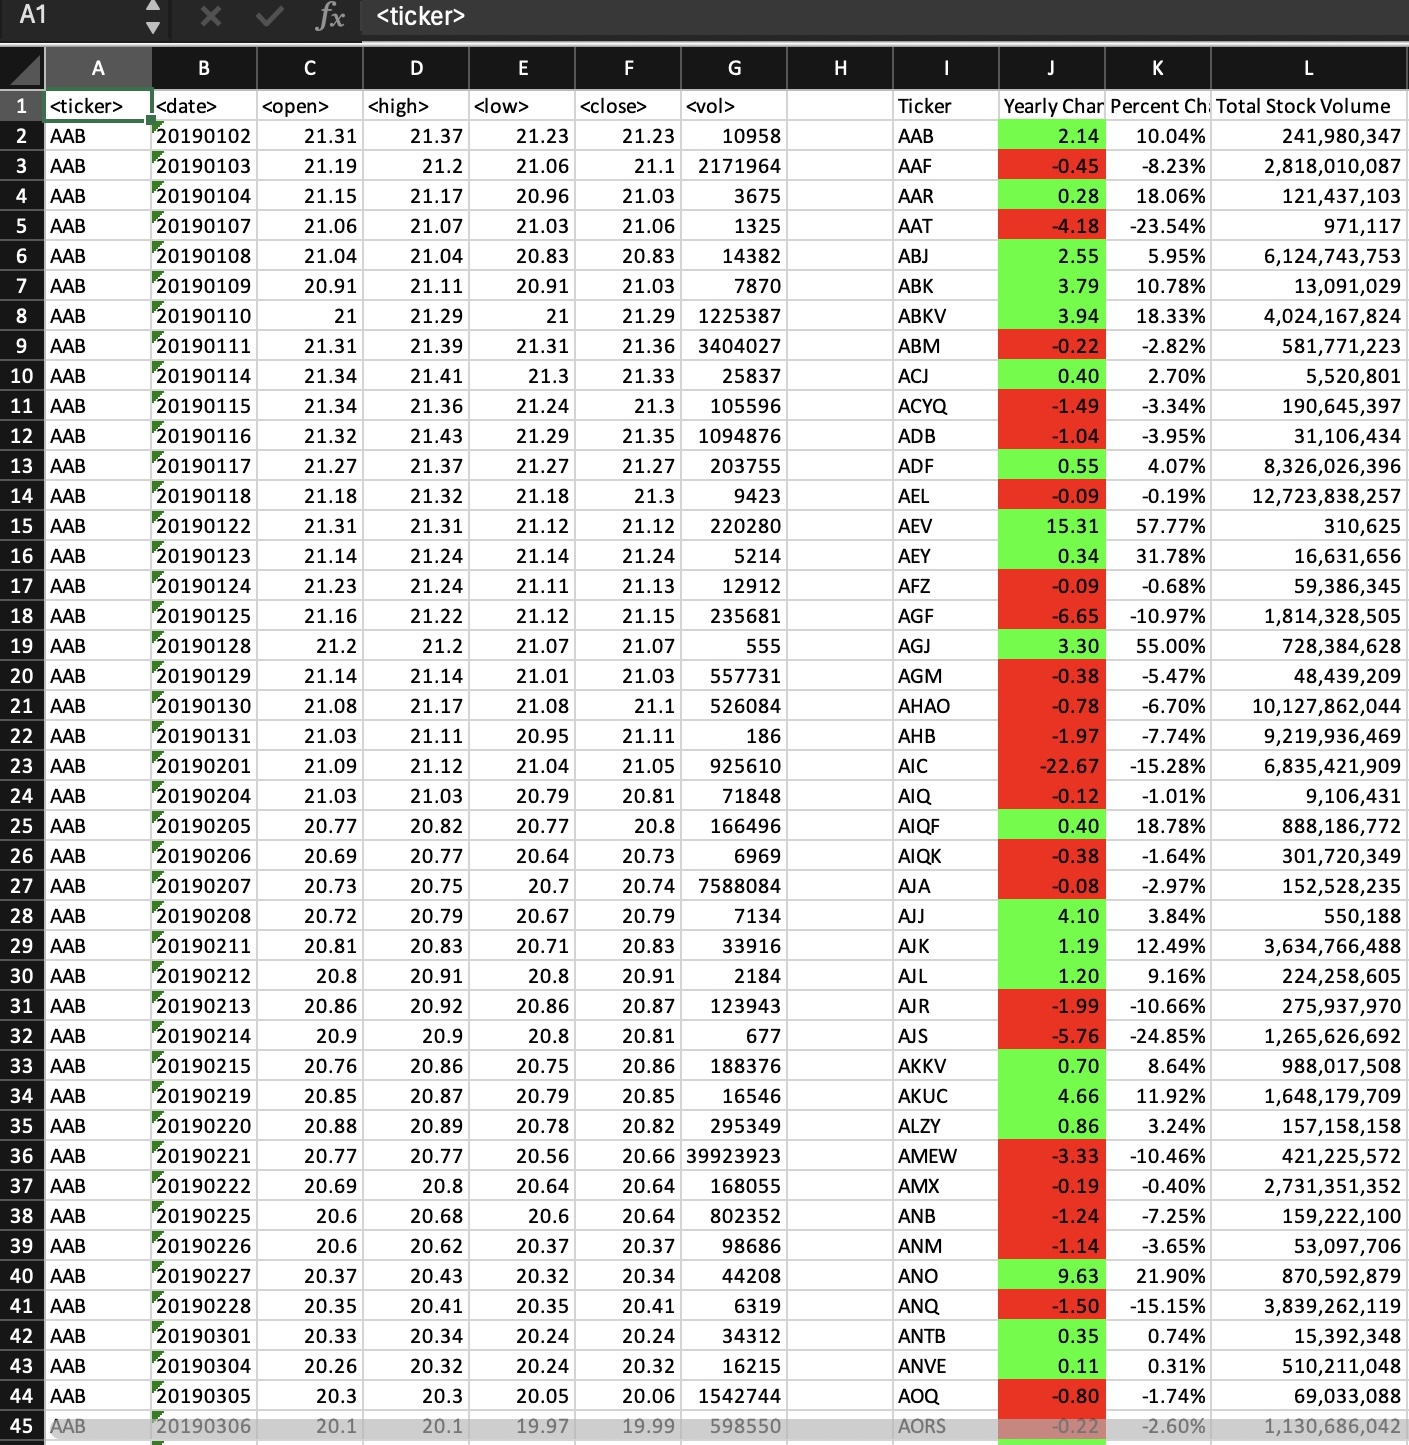 A1 fx <ticker>
A B C D E F G H I J K L
1 <ticker> <date> <open> <high> <low> <close> <vol> Ticker Yearly Char Percent Ch Total Stock Volume
2 AAB 20190102 21.31 21.37 21.23 21.23 10958 AAB 2.14 10.04% 241,980,347
3 AAB 20190103 21.19 21.2 21.06 21.1 2171964 AAF -0.45 -8.23% 2,818,010,087
4 AAB 20190104 21.15 21.17 20.96 21.03 3675 AAR 0.28 18.06% 121,437,103
5 AAB 20190107 21.06 21.07 21.03 21.06 1325 AAT -4.18 -23.54% 971,117
6 AAB 20190108 21.04 21.04 20.83 20.83 14382 ABJ 2.55 5.95% 6,124,743,753
7 AAB 20190109 20.91 21.11 20.91 21.03 7870 ABK 3.79 10.78% 13,091,029
8 AAB 20190110 21 21.29 21 21.29 1225387 ABKV 3.94 18.33% 4,024,167,824
9 AAB 20190111 21.31 21.39 21.31 21.36 3404027 ABM -0.22 -2.82% 581,771,223
10 AAB 20190114 21.34 21.41 21.3 21.33 25837 ACJ 0.40 2.70% 5,520,801
11 AAB 20190115 21.34 21.36 21.24 21.3 105596 ACYQ -1.49 -3.34% 190,645,397
12 AAB 20190116 21.32 21.43 21.29 21.35 1094876 ADB -1.04 -3.95% 31,106,434
13 AAB 20190117 21.27 21.37 21.27 21.27 203755 ADF 0.55 4.07% 8,326,026,396
14 AAB 20190118 21.18 21.32 21.18 21.3 9423 AEL -0.09 -0.19% 12,723,838,257
15 AAB 20190122 21.31 21.31 21.12 21.12 220280 AEV 15.31 57.77% 310,625
16 AAB 20190123 21.14 21.24 21.14 21.24 5214 AEY 0.34 31.78% 16,631,656
17 AAB 20190124 21.23 21.24 21.11 21.13 12912 AFZ -0.09 -0.68% 59,386,345
18 AAB 20190125 21.16 21.22 21.12 21.15 235681 AGF -6.65 -10.97% 1,814,328,505
19 AAB 20190128 21.2 21.2 21.07 21.07 555 AGJ 3.30 55.00% 728,384,628
20 AAB 20190129 21.14 21.14 21.01 21.03 557731 AGM -0.38 -5.47% 48,439,209
21 AAB 20190130 21.08 21.17 21.08 21.1 526084 AHAO -0.78 -6.70% 10,127,862,044
22 AAB 20190131 21.03 21.11 20.95 21.11 186 AHB -1.97 -7.74% 9,219,936,469
23 AAB 20190201 21.09 21.12 21.04 21.05 925610 AIC -22.67 -15.28% 6,835,421,909
24 AAB 20190204 21.03 21.03 20.79 20.81 71848 AIQ -0.12 -1.01% 9,106,431
25 AAB 20190205 20.77 20.82 20.77 20.8 166496 AIQF 0.40 18.78% 888,186,772
26 AAB 20190206 20.69 20.77 20.64 20.73 6969 AIQK -0.38 -1.64% 301,720,349
27 AAB 20190207 20.73 20.75 20.7 20.74 7588084 AJA -0.08 -2.97% 152,528,235
28 AAB 20190208 20.72 20.79 20.67 20.79 7134 AJJ 4.10 3.84% 550,188
29 AAB 20190211 20.81 20.83 20.71 20.83 33916 AJK 1.19 12.49% 3,634,766,488
30 AAB 20190212 20.8 20.91 20.8 20.91 2184 AJL 1.20 9.16% 224,258,605
31 AAB 20190213 20.86 20.92 20.86 20.87 123943 AJR -1.99 -10.66% 275,937,970
32 AAB 20190214 20.9 20.9 20.8 20.81 677 AJS -5.76 -24.85% 1,265,626,692
33 AAB 20190215 20.76 20.86 20.75 20.86 188376 AKKV 0.70 8.64% 988,017,508
34 AAB 20190219 20.85 20.87 20.79 20.85 16546 AKUC 4.66 11.92% 1,648,179,709
35 AAB 20190220 20.88 20.89 20.78 20.82 295349 ALZY 0.86 3.24% 157,158,158
36 AAB 20190221 20.77 20.77 20.56 20.66 39923923 AMEW -3.33 -10.46% 421,225,572
37 AAB 20190222 20.69 20.8 20.64 20.64 168055 AMX -0.19 -0.40% 2,731,351,352
38 AAB 20190225 20.6 20.68 20.6 20.64 802352 ANB -1.24 -7.25% 159,222,100
39 AAB 20190226 20.6 20.62 20.37 20.37 98686 ANM -1.14 -3.65% 53,097,706
40 AAB 20190227 20.37 20.43 20.32 20.34 44208 ANO 9.63 21.90% 870,592,879
41 AAB 20190228 20.35 20.41 20.35 20.41 6319 ANQ -1.50 -15.15% 3,839,262,119
42 AAB 20190301 20.33 20.34 20.24 20.24 34312 ANTB 0.35 0.74% 15,392,348
43 AAB 20190304 20.26 20.32 20.24 20.32 16215 ANVE 0.11 0.31% 510,211,048
44 AAB 20190305 20.3 20.3 20.05 20.06 1542744 AOQ -0.80 -1.74% 69,033,088
45 AAB 20190306 20.1 20.1 19.97 19.99 598550 AORS -0.22 -2.60% 1,130,686,042